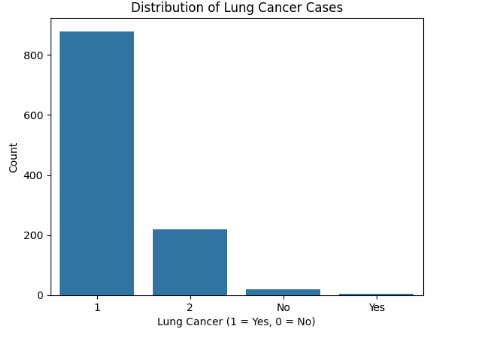 Distribution of Lung Cancer Cases
800
600
400
200
0
Count
1 2 No Yes
Lung Cancer (1 = Yes, 0 = No)